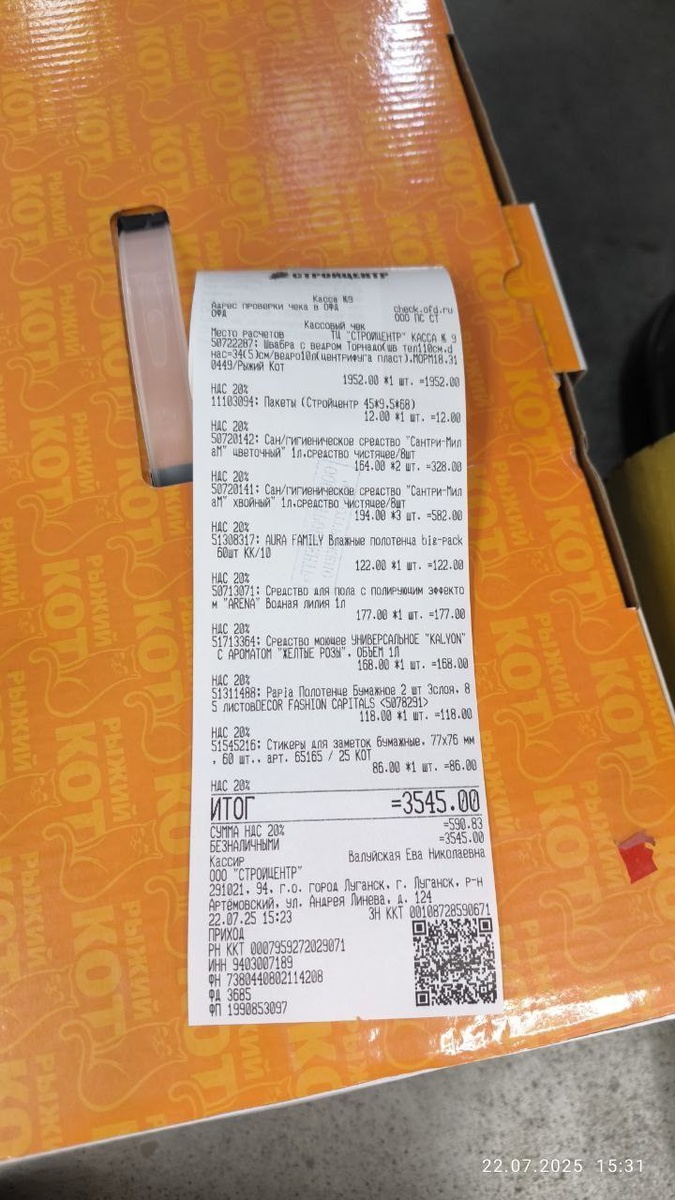 СТРОЙЦЕНТР
Касса №9
Адрес проверки чека в ОФД check.ofd.ru
ОФД ООО ПС СТ
Кассовый чек
Место расчетов ТЦ "СТРОЙЦЕНТР" КАССА № 9
50722287: Швабра с ведром Торнадо(шв тел110см.d
нас=34(5)см/ведро10л(центрифуга пласт).МОРМ18.31
0449/Рыжий Кот
1952.00 *1 шт. =1952.00
НДС 20%
11103094: Пакеты (Стройцентр 45*9.5*68)
12.00 *1 шт. =12.00
НДС 20%
50720142: Сан/гигиеническое средство "Сантри-Мил
аМ" цветочный" 1л.средство чистящее/8шт
164.00 *2 шт. =328.00
НДС 20%
50720141: Сан/гигиеническое средство "Сантри-Мил
аМ" хвойный" 1л.средство чистящее/8шт
194.00 *3 шт. =582.00
НДС 20%
51308317: AURA FAMILY Влажные полотенца big-pack
60шт КК/10
122.00 *1 шт. =122.00
НДС 20%
50713071: Средство для пола с полирующим эффекто
м "ARENA" Водная лилия 1л
177.00 *1 шт. =177.00
НДС 20%
51713364: Средство моющее УНИВЕРСАЛЬНОЕ "KALYON"
С АРОМАТОМ "ЖЕЛТЫЕ РОЗЫ". ОБЪЕМ 1Л
168.00 *1 шт. =168.00
НДС 20%
51311488: Papia Полотенце Бумажное 2 шт 3слоя. 8
5 листовDECOR FASHION CAPITALS <5078291>
118.00 *1 шт. =118.00
НДС 20%
51545216: Стикеры для заметок бумажные. 77х76 мм
. 60 шт.. арт. 65165 / 25 КОТ
86.00 *1 шт. =86.00
НДС 20%
ИТОГ =3545.00
СУММА НДС 20% =590.83
БЕЗНАЛИЧНЫМИ =3545.00
Кассир Валуйская Ева Николаевна
ООО "СТРОЙЦЕНТР"
291021. 94. г.о. город Луганск. г. Луганск. р-н
Артёмовский. ул. Андрея Линева. д. 124
22.07.25 15:23 ЗН ККТ 00108728590671
ПРИХОД
РН ККТ 0007959272029071
ИНН 9403007189
ФН 7380440802114208
ФД 3685
ФП 1990853097
РЫЖИЙ КОТ
22.07.2025 15:31